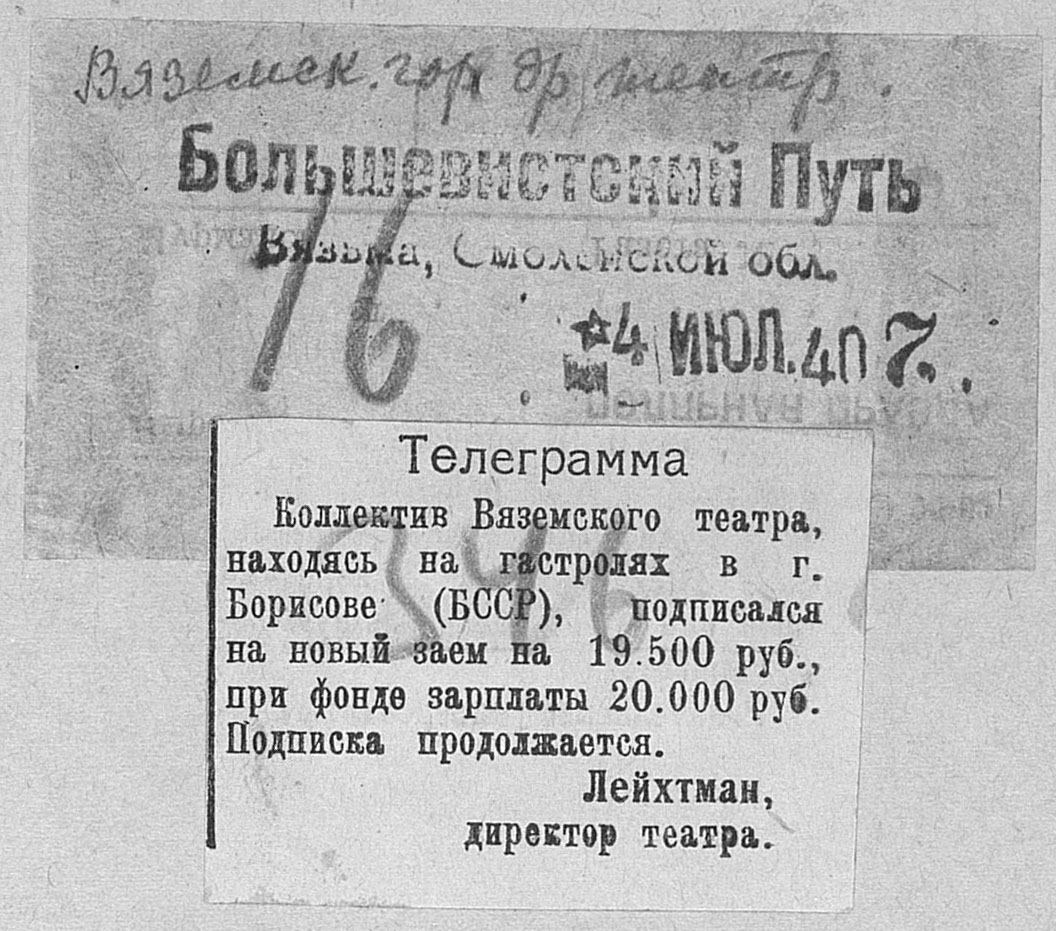 Вяземск. гор др театр.
Большевистский Путь
Вязьма, Смоленской обл.
16
4 ИЮЛ. 40 7.
Телеграмма
Коллектив Вяземского театра,
находясь на гастролях в г.
Борисове (БССР), подписался
на новый заем на 19.500 руб.,
при фонде зарплаты 20.000 руб.
Подписка продолжается.
Лейхтман,
директор театра.
346